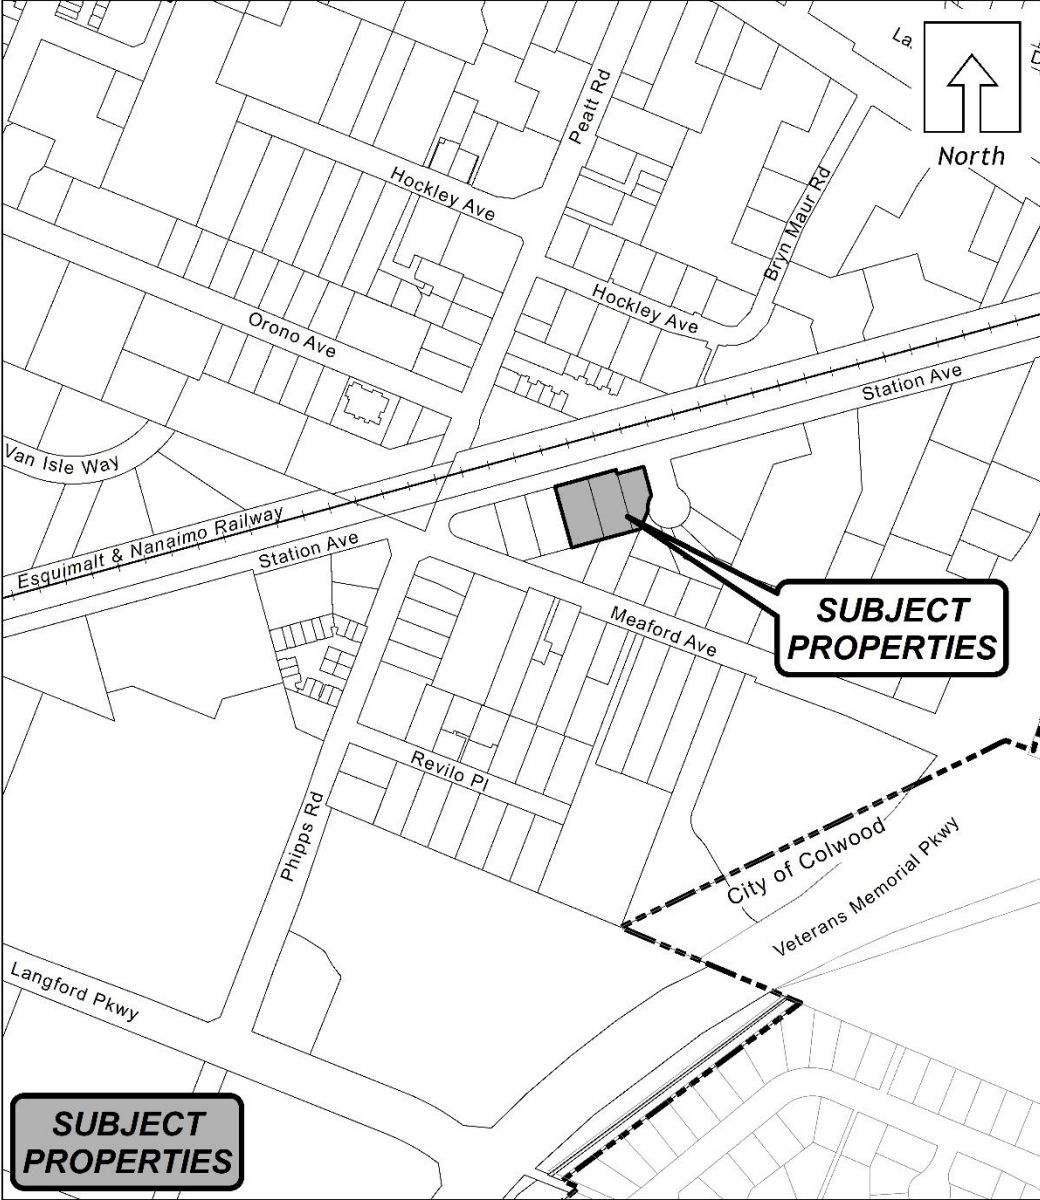 La
D
North
Peatt Rd
Hockley Ave
Bryn Maur Rd
Hockley Ave
Orono Ave
Station Ave
Van Isle Way
Esquimalt & Nanaimo Railway
Station Ave
SUBJECT
PROPERTIES
Meaford Ave
Revilo Pl
Phipps Rd
City of Colwood
Veterans Memorial Pkwy
Langford Pkwy
SUBJECT
PROPERTIES